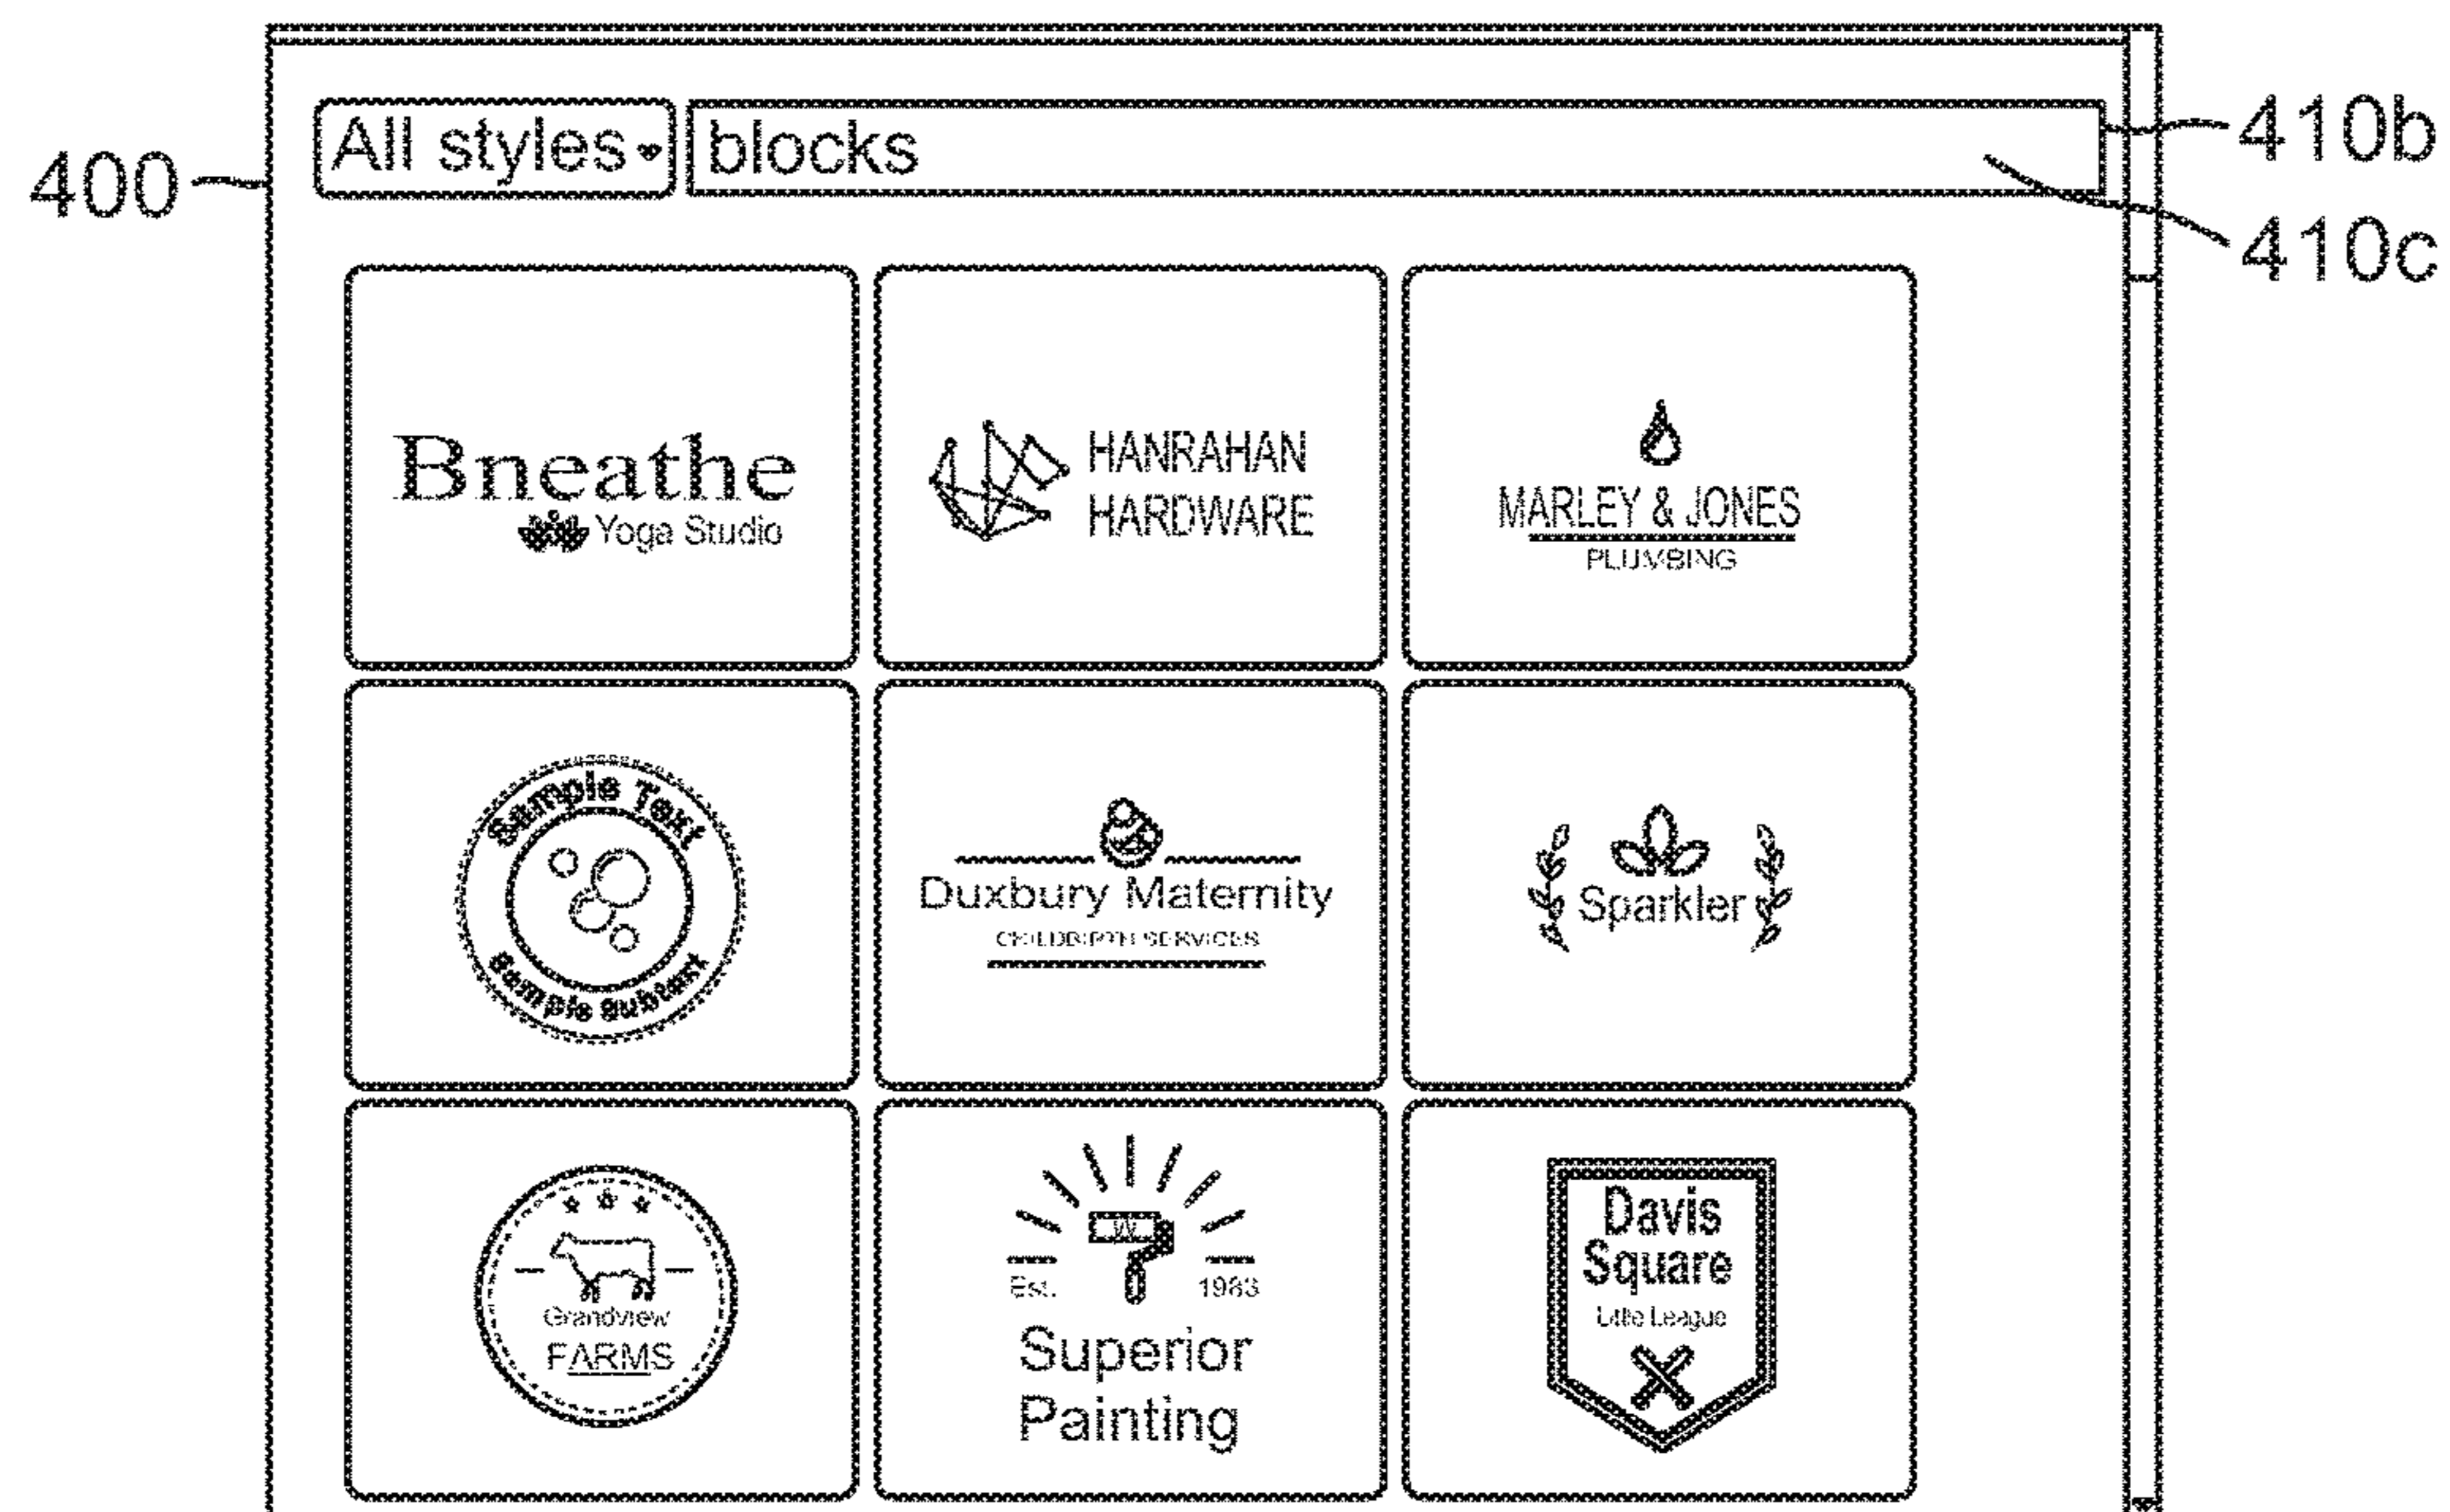 All styles blocks
410b
400
410c
Bneathe
Yoga Studio
HANRAHAN
HARDWARE
MARLEY & JONES
PLUMBING
Sample Text
Sample subtext
Duxbury Maternity
CHILDBIRTH SERVICES
Sparkler
Grandview
FARMS
W
Est. 1983
Superior
Painting
Davis
Square
Little League